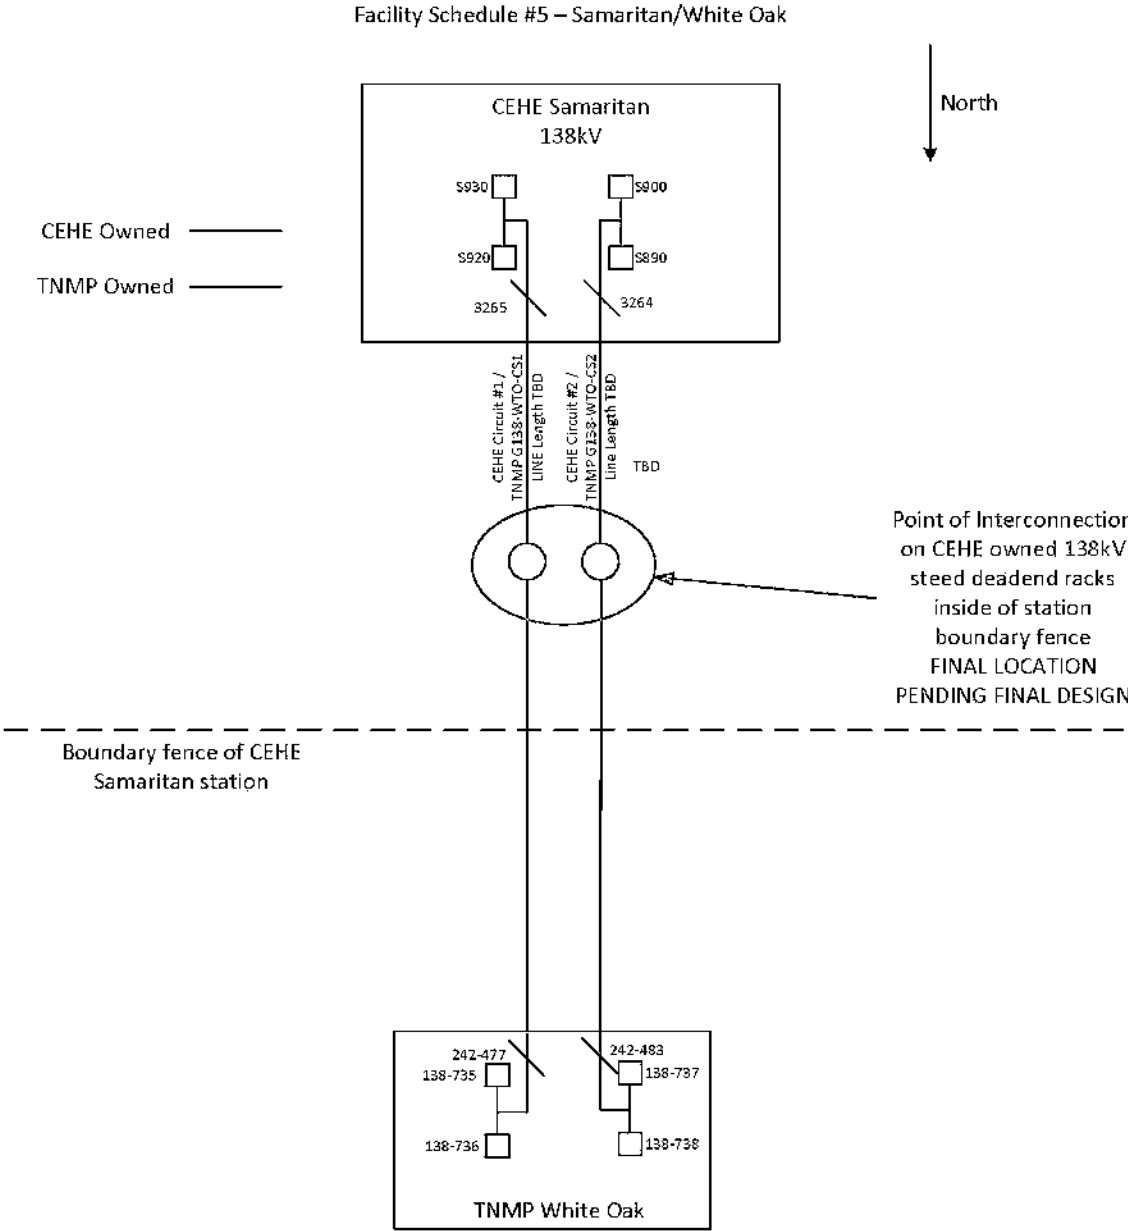 Facility Schedule #5 – Samaritan/White Oak
North
CEHE Samaritan
138kV
S930
S900
CEHE Owned
S920
S890
TNMP Owned
3265
3264
CEHE Circuit #1 /
TNMP G138-WTO-CS1
LINE Length TBD
CEHE Circuit #2 /
TNMP G138-WTO-CS2
Line Length TBD
TBD
Point of Interconnection
on CEHE owned 138kV
steed deadend racks
inside of station
boundary fence
FINAL LOCATION
PENDING FINAL DESIGN
Boundary fence of CEHE
Samaritan station
242-477
242-483
138-735
138-737
138-736
138-738
TNMP White Oak